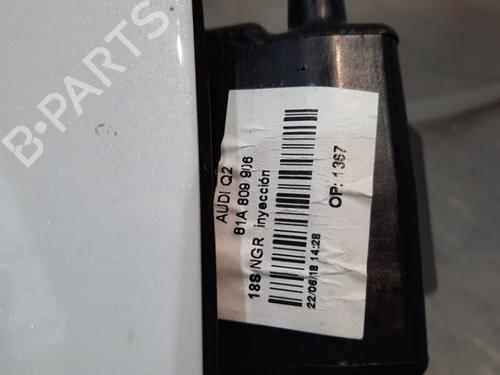 B-PARTS
AUDI Q2
81A 809 906
18S/NGR inyección
22/06/18 14:28
OP: 1367